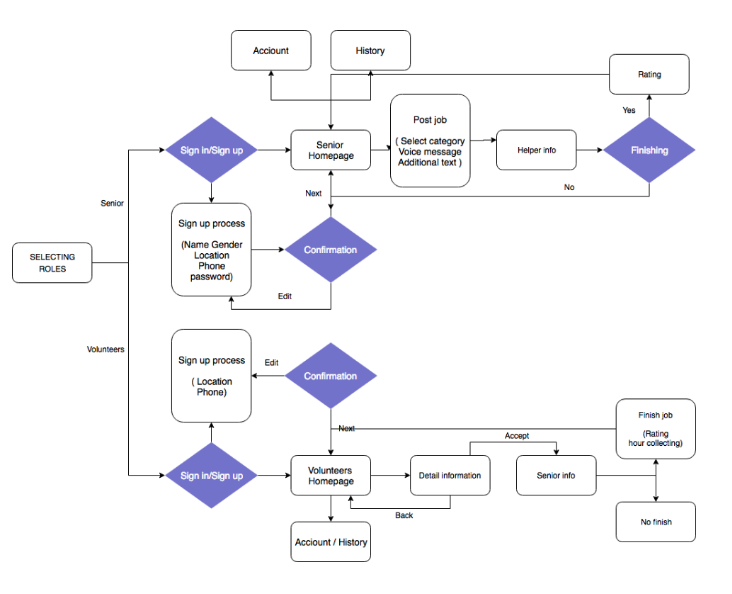 Account
History
Rating
Yes
Post job
( Select category
Voice message
Additional text )
Sign in/Sign up
Senior
Homepage
Helper info
Finishing
No
Next
Senior
Sign up process
(Name Gender
Location
Phone
password)
Confirmation
SELECTING
ROLES
Edit
Volunteers
Sign up process
( Location
Phone)
Edit
Confirmation
Next
Finish job
(Rating
hour collecting)
Accept
Sign in/Sign up
Volunteers
Homepage
Detail information
Senior info
Back
No finish
Account / History